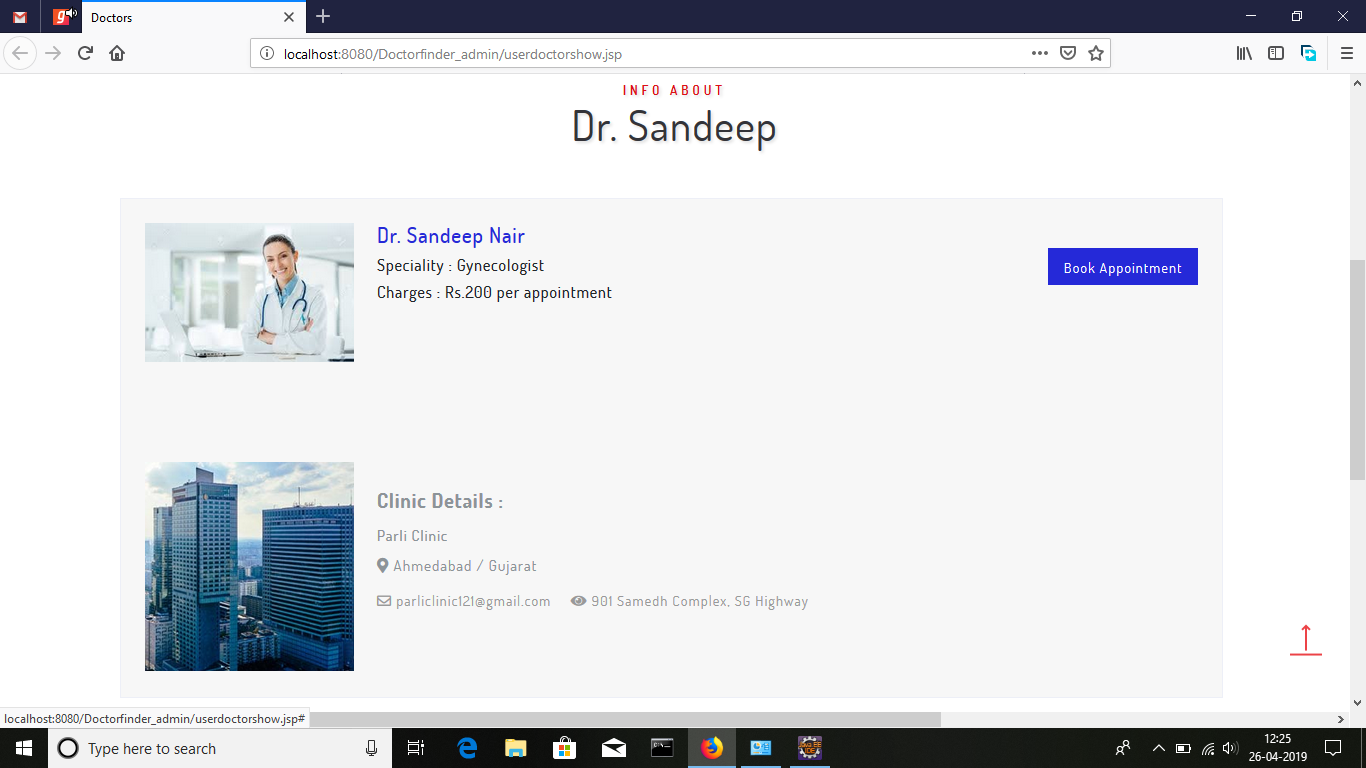 Doctors
localhost:8080/Doctorfinder_admin/userdoctorshow.jsp
INFO ABOUT
Dr. Sandeep
Dr. Sandeep Nair
Speciality : Gynecologist
Book Appointment
Charges : Rs.200 per appointment
Clinic Details :
Parli Clinic
Ahmedabad / Gujarat
parliclinic121@gmail.com 901 Samedh Complex, SG Highway
localhost:8080/Doctorfinder_admin/userdoctorshow.jsp#
Type here to search
12:25
26-04-2019